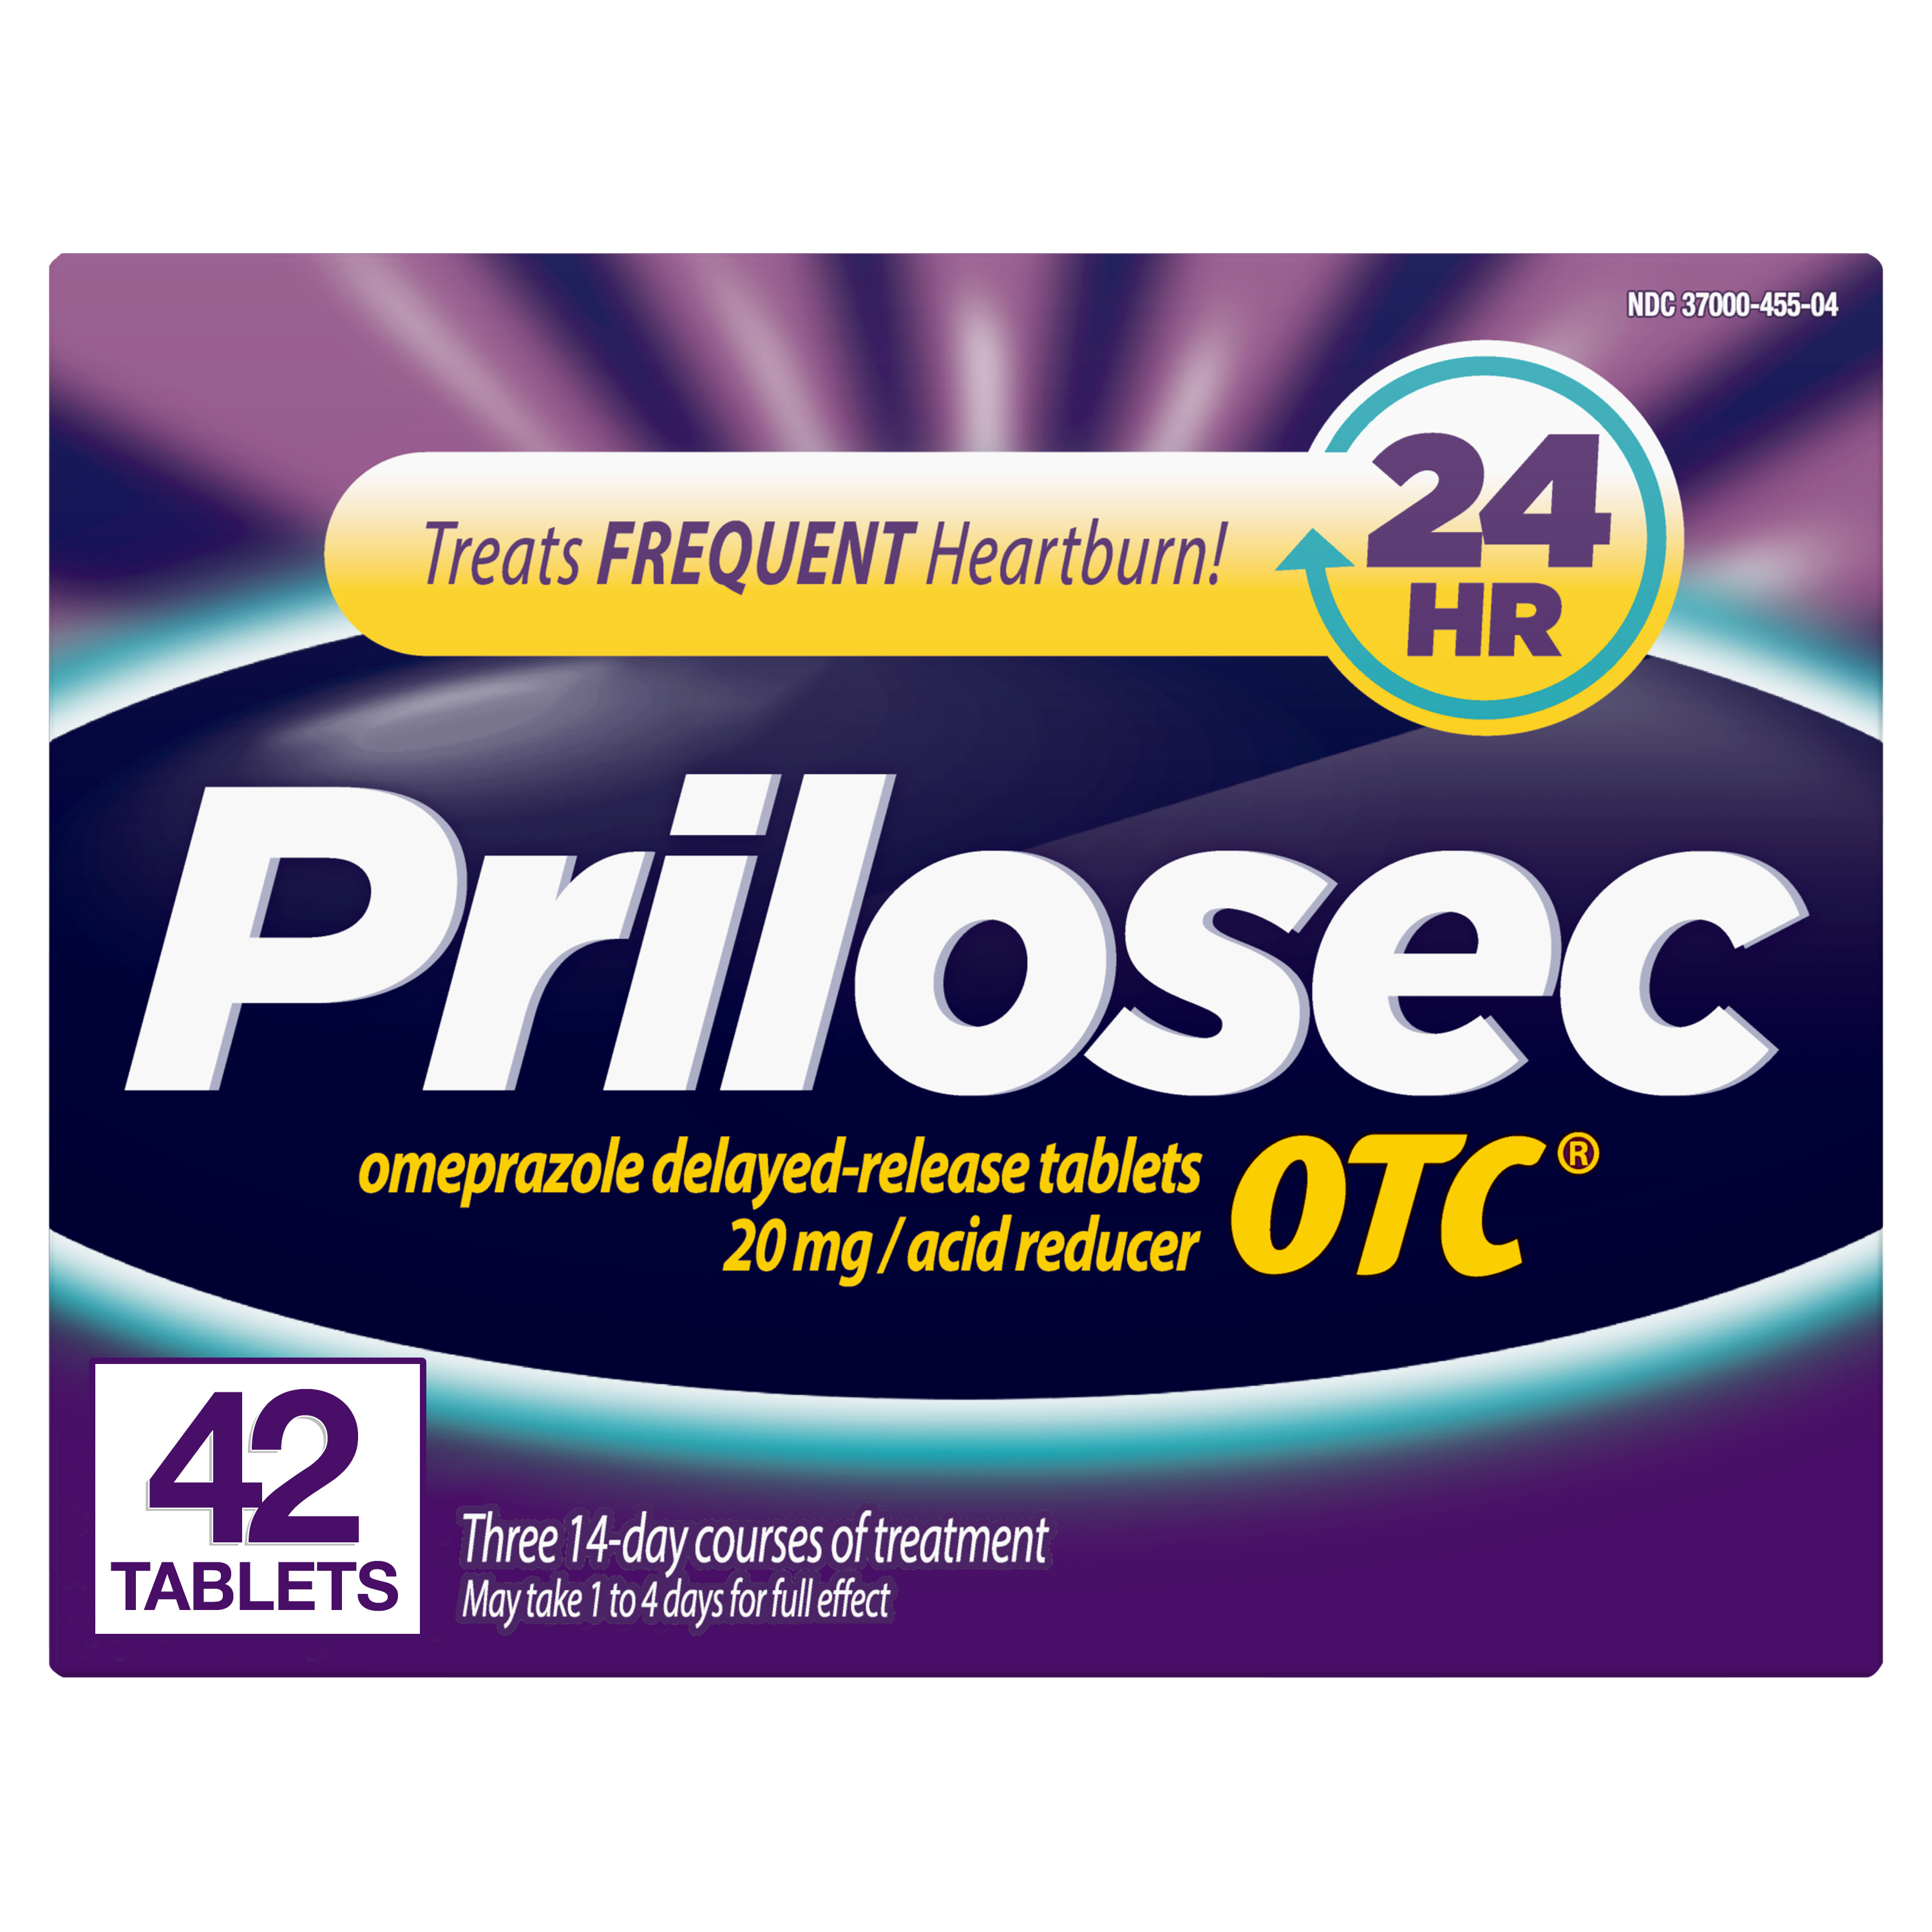 NDC 37000-455-04
Treats FREQUENT Heartburn!
24
HR
Prilosec
omeprazole delayed-release tablets
20 mg / acid reducer
OTC®
42
TABLETS
Three 14-day courses of treatment
May take 1 to 4 days for full effect